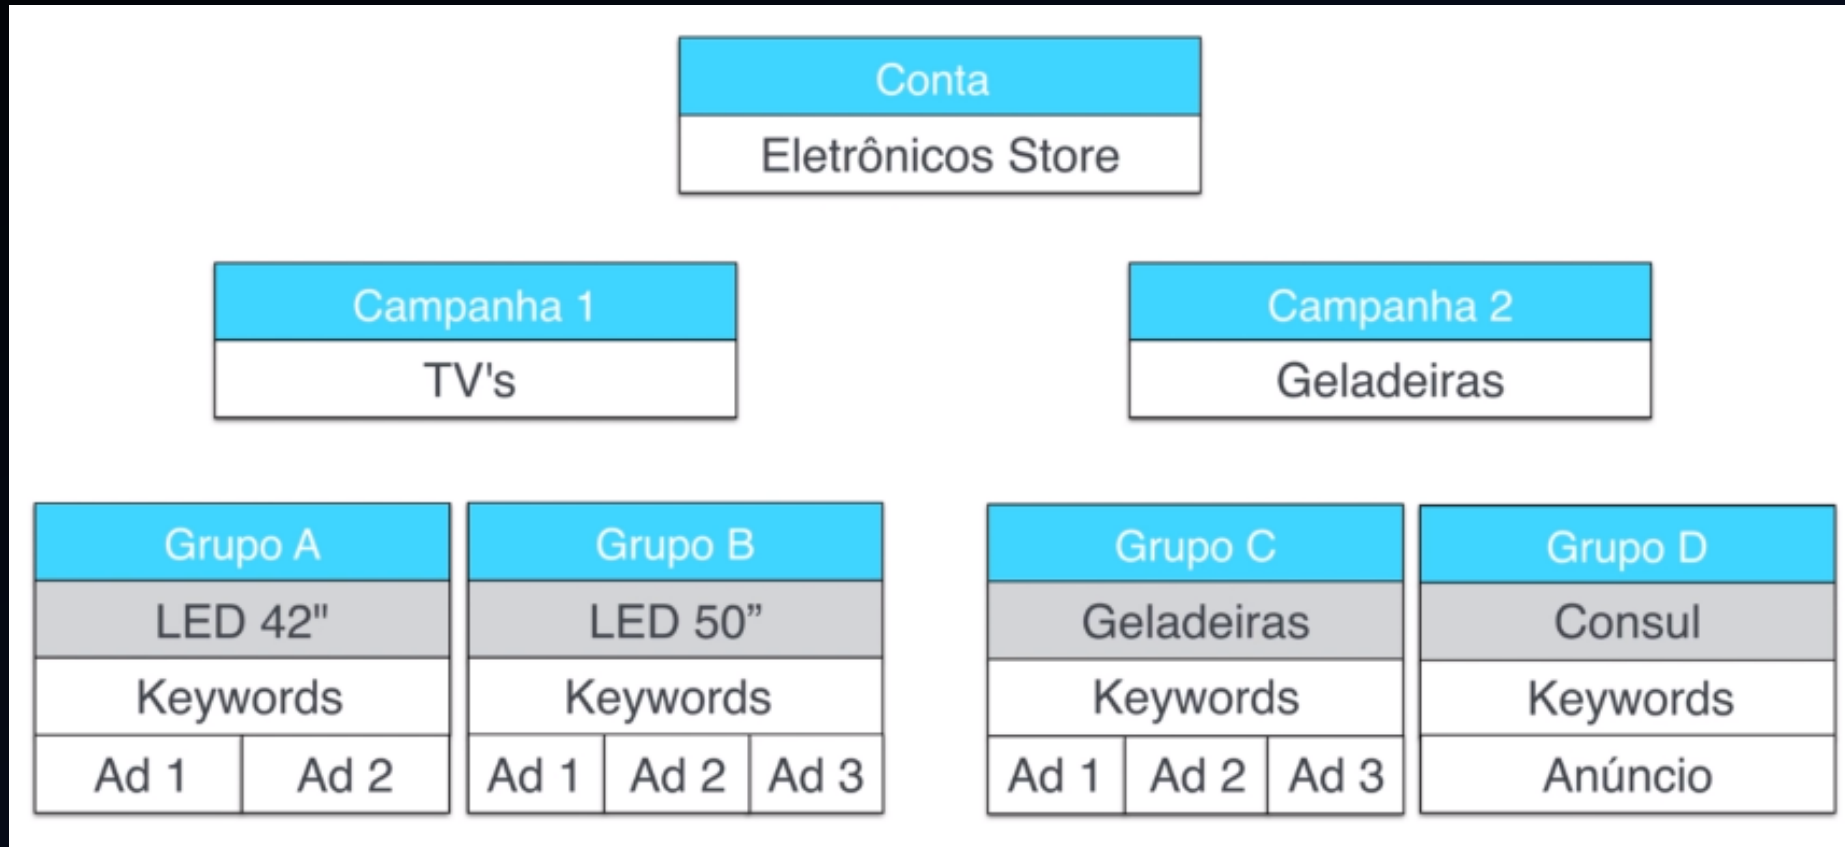 Conta
Eletrônicos Store
Campanha 1
TV's
Campanha 2
Geladeiras
Grupo A
LED 42"
Keywords
Ad 1 Ad 2
Grupo B
LED 50”
Keywords
Ad 1 Ad 2 Ad 3
Grupo C
Geladeiras
Keywords
Ad 1 Ad 2 Ad 3
Grupo D
Consul
Keywords
Anúncio